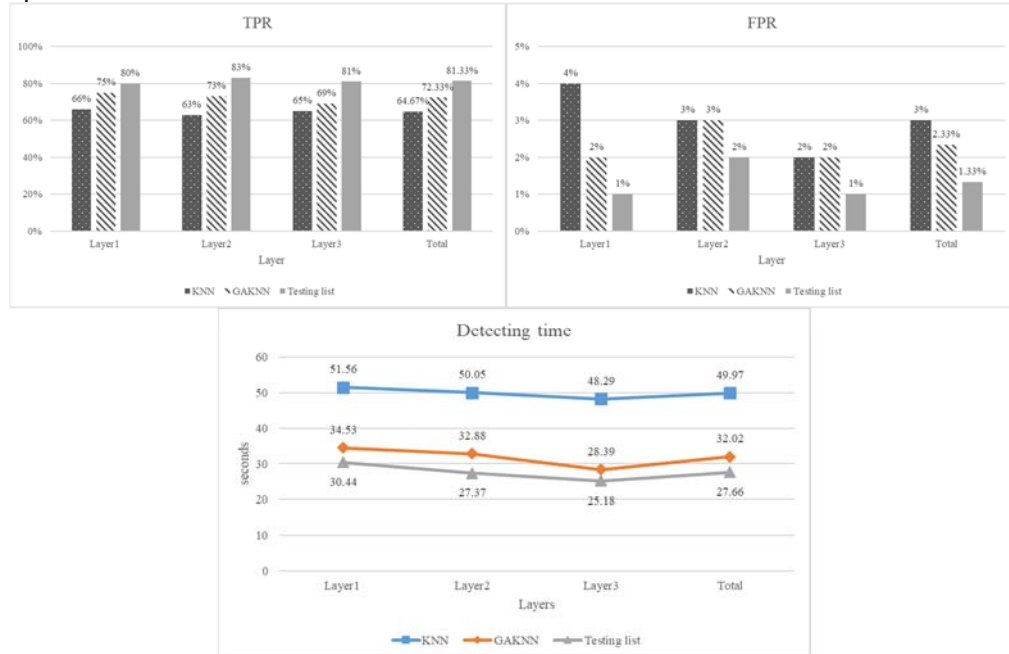 TPR
100%
80%
60%
40%
20%
0%
66%
75%
80%
63%
73%
83%
65%
69%
81%
64.67%
72.33%
81.33%
Layer1 Layer2 Layer3 Total
Layer
KNN GAKNN Testing list
FPR
5%
4%
3%
2%
1%
0%
4%
2%
1%
3%
3%
2%
2%
2%
1%
3%
2.33%
1.33%
Layer1 Layer2 Layer3 Total
Layer
KNN GAKNN Testing list
Detecting time
seconds
60
50
40
30
20
10
0
51.56 50.05 48.29 49.97
34.53 32.88 28.39 32.02
30.44 27.37 25.18 27.66
Layer1 Layer2 Layer3 Total
Layers
KNN GAKNN Testing list